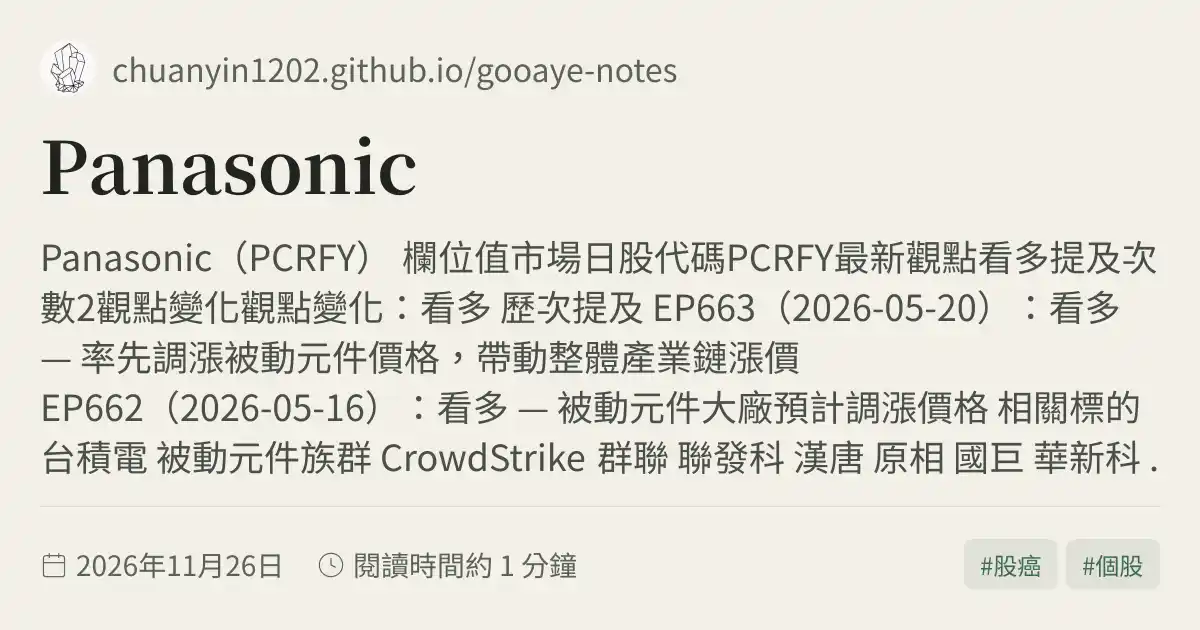 chuanyin1202.github.io/gooaye-notes
Panasonic
Panasonic（PCRFY） 欄位值市場日股代碼PCRFY最新觀點看多提及次
數2觀點變化觀點變化：看多 歷次提及 EP663（2026-05-20）：看多
— 率先調漲被動元件價格，帶動整體產業鏈漲價
EP662（2026-05-16）：看多 — 被動元件大廠預計調漲價格 相關標的
台積電 被動元件族群 CrowdStrike 群聯 聯發科 漢唐 原相 國巨 華新科 .
2026年11月26日 閱讀時間約 1 分鐘 #股癌 #個股